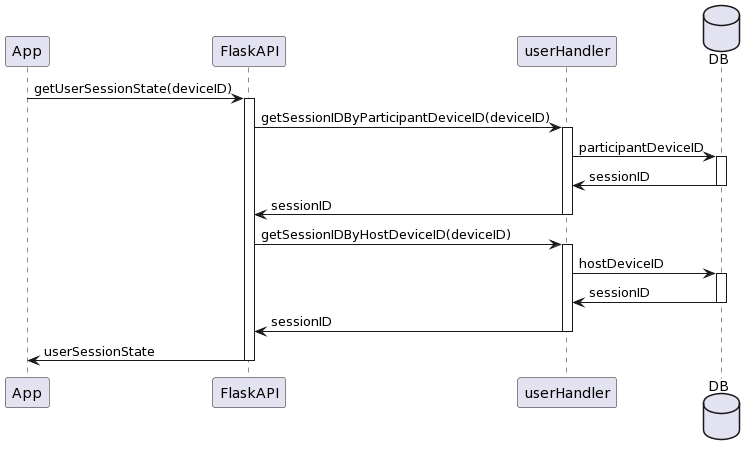 DB
App
FlaskAPI
userHandler
getUserSessionState(deviceID)
getSessionIDByParticipantDeviceID(deviceID)
participantDeviceID
sessionID
sessionID
getSessionIDByHostDeviceID(deviceID)
hostDeviceID
sessionID
sessionID
userSessionState
App
FlaskAPI
userHandler
DB